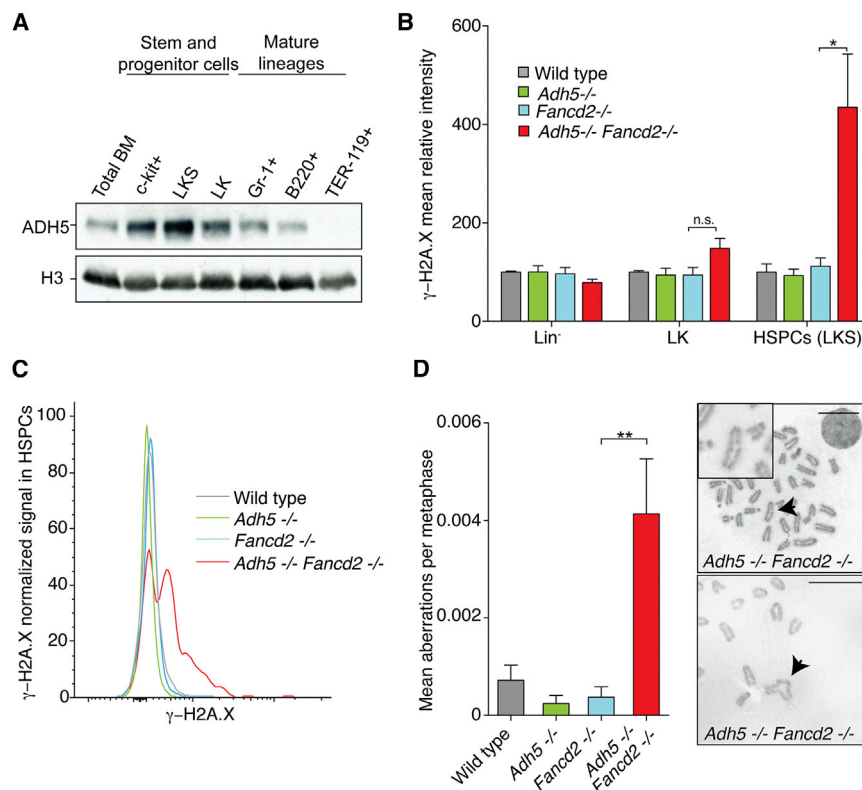 A
Stem and
progenitor cells
Mature
lineages
Total BM
c-kit+
LKS
LK
Gr-1+
B220+
TER-119+
ADH5
H3
B
γ–H2A.X mean relative intensity
600
400
200
100
0
Wild type
Adh5-/-
Fancd2-/-
Adh5-/- Fancd2-/-
n.s.
*
Lin-
LK
HSPCs (LKS)
C
γ–H2A.X normalized signal in HSPCs
100
80
60
40
20
0
Wild type
Adh5 -/-
Fancd2 -/-
Adh5 -/- Fancd2 -/-
γ–H2A.X
D
Mean aberrations per metaphase
0.006
0.004
0.002
0
**
Wild type
Adh5 -/-
Fancd2 -/-
Adh5 -/-
Fancd2 -/-
Adh5 -/- Fancd2 -/-
Adh5 -/- Fancd2 -/-